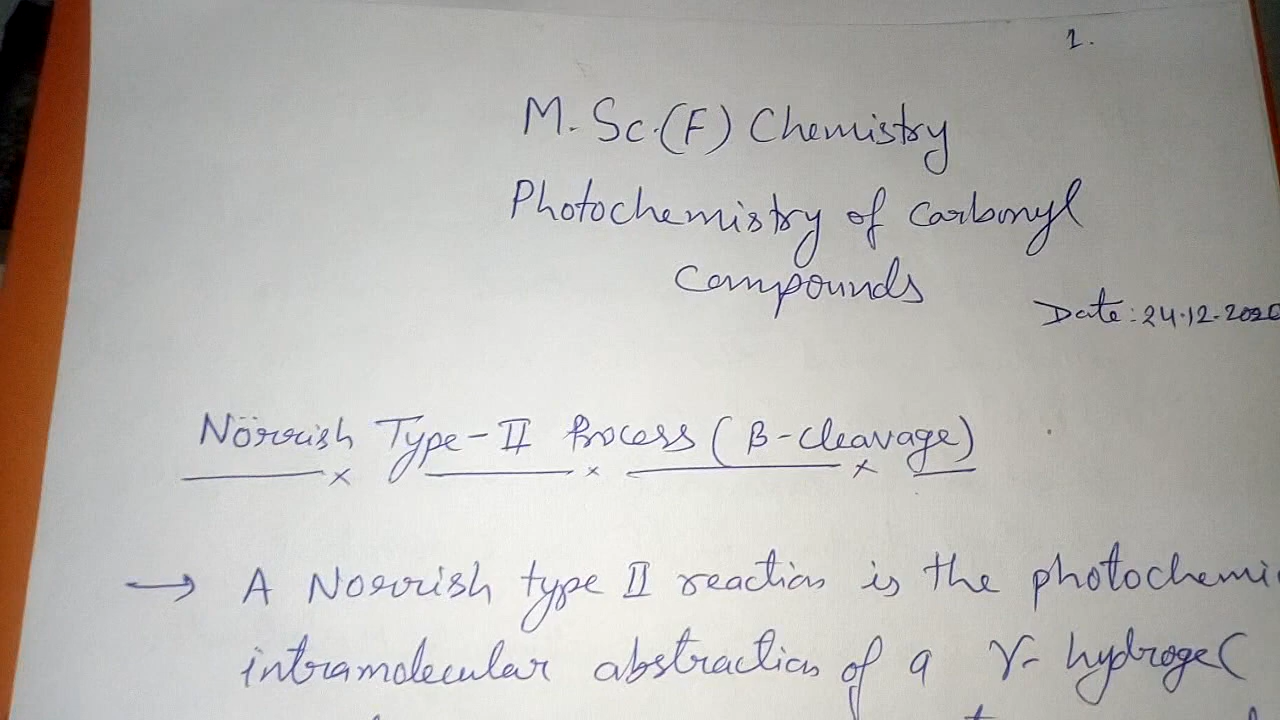 1.
M.Sc.(F) Chemistry
Photochemistry of Carbonyl
Compounds
Date: 24.12.2020
Nörrish Type-II Process (β-cleavage)
→ A Norrish type II reaction is the photochemi
intramolecular abstraction of a γ-hydroge(